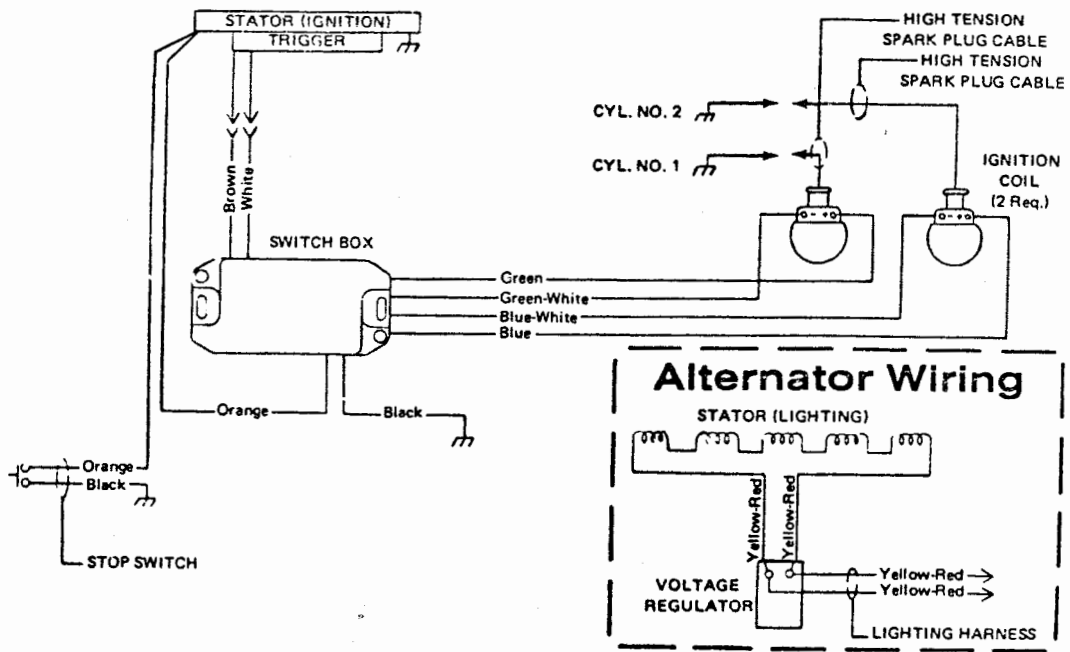 STATOR (IGNITION)
TRIGGER
HIGH TENSION
SPARK PLUG CABLE
HIGH TENSION
SPARK PLUG CABLE
CYL. NO. 2
CYL. NO. 1
IGNITION
COIL
(2 Req.)
Brown
White
SWITCH BOX
Green
Green-White
Blue-White
Blue
Orange
Black
Orange
Black
STOP SWITCH
Alternator Wiring
STATOR (LIGHTING)
Yellow-Red
Yellow-Red
VOLTAGE
REGULATOR
Yellow-Red
Yellow-Red
LIGHTING HARNESS